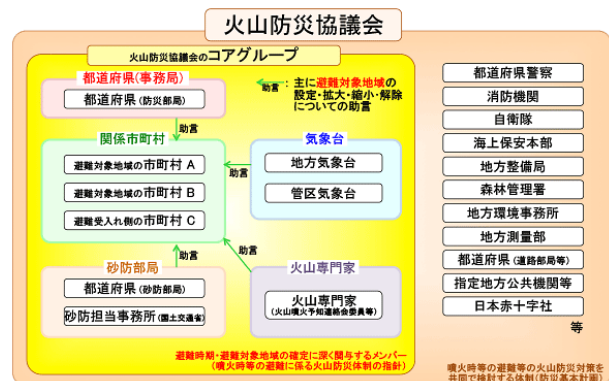 火山防災協議会
火山防災協議会のコアグループ
都道府県(事務局)
都道府県(防災部局)
助言
助言
:主に避難対象地域の
設定・拡大・縮小・解除
についての助言
関係市町村
避難対象地域の市町村 A
避難対象地域の市町村 B
避難受入れ側の市町村 C
気象台
地方気象台
管区気象台
助言
砂防部局
助言
都道府県(砂防部局)
砂防担当事務所(国土交通省)
助言
火山専門家
火山専門家
(火山噴火予知連絡会委員等)
避難時期・避難対象地域の確定に深く関与するメンバー
(噴火時等の避難に係る火山防災体制の指針)
都道府県警察
消防機関
自衛隊
海上保安本部
地方整備局
森林管理署
地方環境事務所
地方測量部
都道府県(道路部局等)
指定地方公共機関等
日本赤十字社
等
噴火時等の避難等の火山防災対策を
共同で検討する体制(防災基本計画)